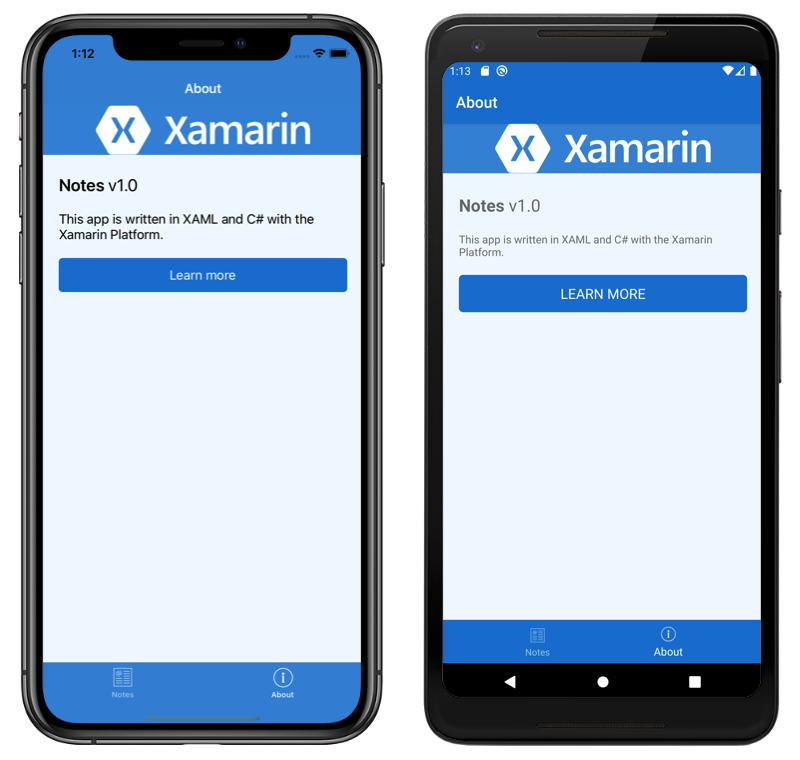 1:12
About
Xamarin
Notes v1.0
This app is written in XAML and C# with the
Xamarin Platform.
Learn more
Notes
About
1:13
About
Xamarin
Notes v1.0
This app is written in XAML and C# with the Xamarin
Platform.
LEARN MORE
Notes
About